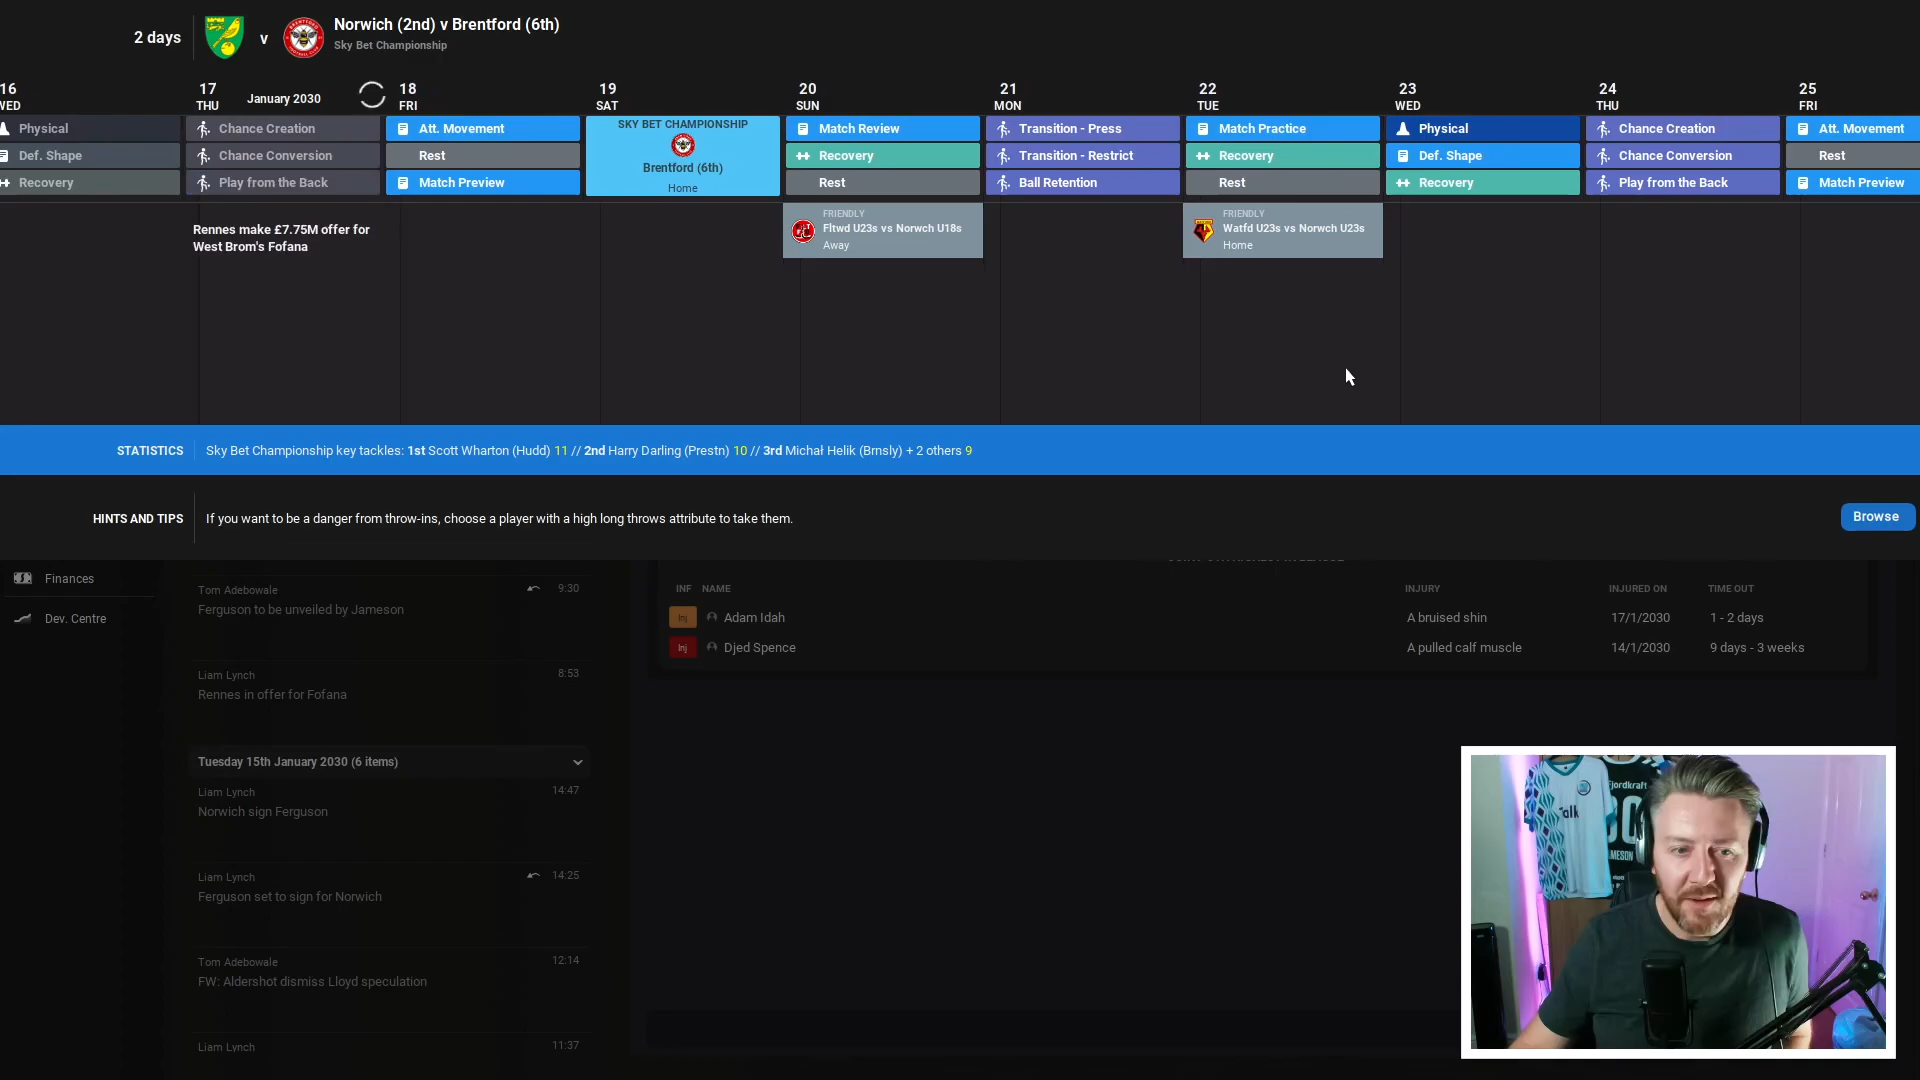 2 days
v
Norwich (2nd) v Brentford (6th)
Sky Bet Championship
16
WED
17
THU
January 2030
18
FRI
19
SAT
20
SUN
21
MON
22
TUE
23
WED
24
THU
25
FRI
Physical
Def. Shape
Recovery
Chance Creation
Chance Conversion
Play from the Back
Att. Movement
Rest
Match Preview
SKY BET CHAMPIONSHIP
Brentford (6th)
Home
Match Review
Recovery
Rest
Transition - Press
Transition - Restrict
Ball Retention
Match Practice
Recovery
Rest
Physical
Def. Shape
Recovery
Chance Creation
Chance Conversion
Play from the Back
Att. Movement
Rest
Match Preview
Rennes make £7.75M offer for
West Brom's Fofana
FRIENDLY
Fltwd U23s vs Norwch U18s
Away
FRIENDLY
Watfd U23s vs Norwch U23s
Home
STATISTICS
Sky Bet Championship key tackles: 1st Scott Wharton (Hudd) 11 // 2nd Harry Darling (Prestn) 10 // 3rd Michał Helik (Brnsly) + 2 others 9
HINTS AND TIPS
If you want to be a danger from throw-ins, choose a player with a high long throws attribute to take them.
Browse
Finances
Dev. Centre
Tom Adebowale
9:30
Ferguson to be unveiled by Jameson
Liam Lynch
8:53
Rennes in offer for Fofana
Tuesday 15th January 2030 (6 items)
Liam Lynch
14:47
Norwich sign Ferguson
Liam Lynch
14:25
Ferguson set to sign for Norwich
Tom Adebowale
12:14
FW: Aldershot dismiss Lloyd speculation
Liam Lynch
11:37
INF NAME INJURY INJURED ON TIME OUT
Inj Adam Idah A bruised shin 17/1/2030 1 - 2 days
Inj Djed Spence A pulled calf muscle 14/1/2030 9 days - 3 weeks
Talk
Fjordkraft
JAMESON